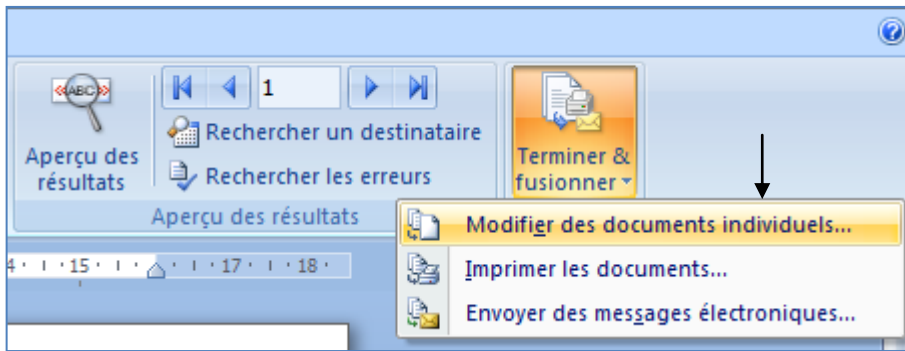 ?
«ABC»
1
Rechercher un destinataire
Aperçu des
résultats
Rechercher les erreurs
Terminer &
fusionner
Aperçu des résultats
Modifier des documents individuels...
4 · ı · 15 · ı · ı · 17 · ı · 18 ·
Imprimer les documents...
Envoyer des messages électroniques...